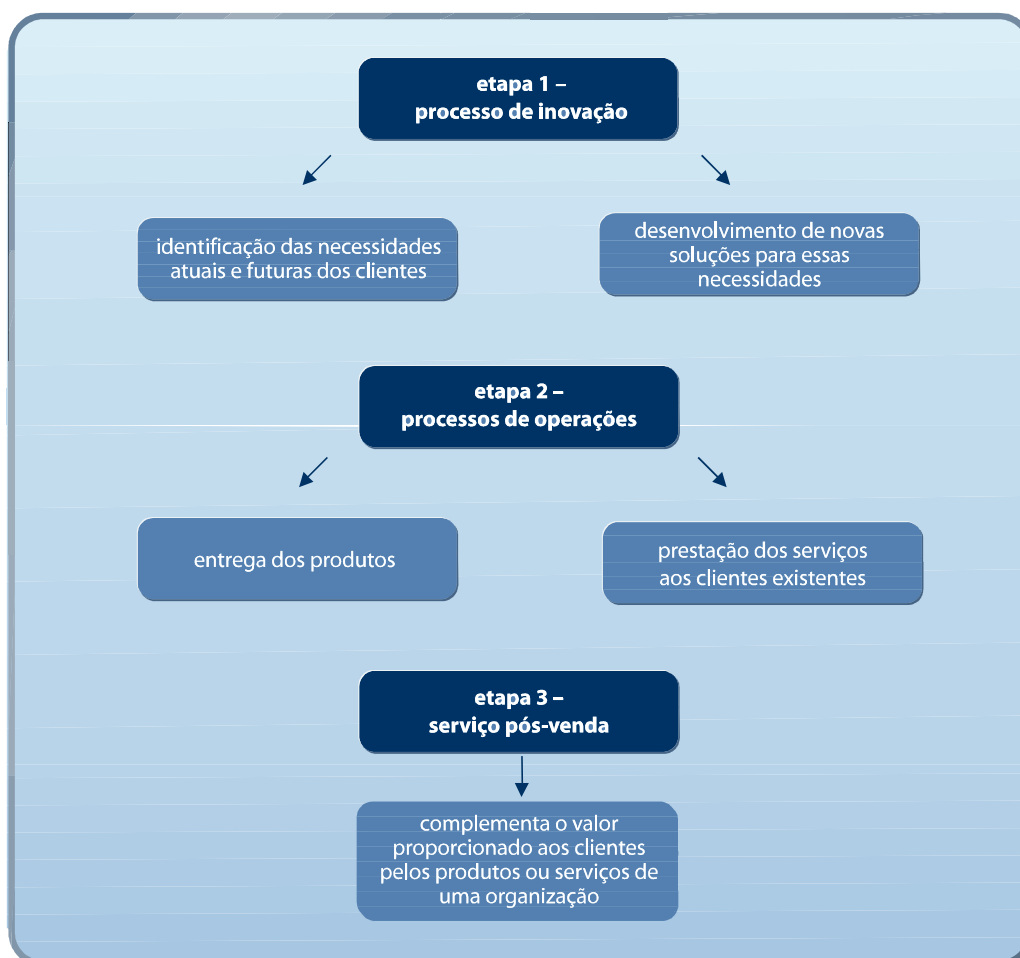 etapa 1 –
processo de inovação
identificação das necessidades
atuais e futuras dos clientes
desenvolvimento de novas
soluções para essas
necessidades
etapa 2 –
processos de operações
entrega dos produtos
prestação dos serviços
aos clientes existentes
etapa 3 –
serviço pós-venda
complementa o valor
proporcionado aos clientes
pelos produtos ou serviços de
uma organização